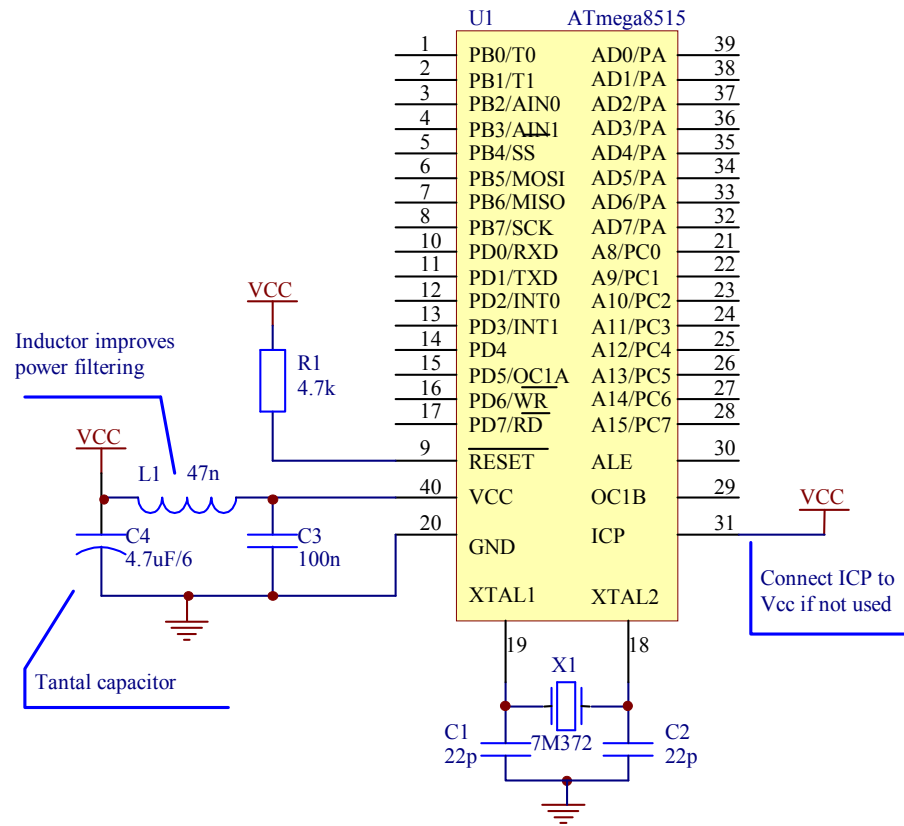 U1 ATmega8515
1 PB0/T0 AD0/PA 39
2 PB1/T1 AD1/PA 38
3 PB2/AIN0 AD2/PA 37
4 PB3/AIN1 AD3/PA 36
5 PB4/SS AD4/PA 35
6 PB5/MOSI AD5/PA 34
7 PB6/MISO AD6/PA 33
8 PB7/SCK AD7/PA 32
10 PD0/RXD A8/PC0 21
11 PD1/TXD A9/PC1 22
12 PD2/INT0 A10/PC2 23
13 PD3/INT1 A11/PC3 24
14 PD4 A12/PC4 25
15 PD5/OC1A A13/PC5 26
16 PD6/WR A14/PC6 27
17 PD7/RD A15/PC7 28
9 RESET ALE 30
40 VCC OC1B 29
20 GND ICP 31
XTAL1 XTAL2
19 18
VCC
R1
4.7k
Inductor improves
power filtering
VCC
L1 47n
C4
4.7uF/6
C3
100n
Tantal capacitor
VCC
Connect ICP to
Vcc if not used
X1
7M372
C1
22p
C2
22p